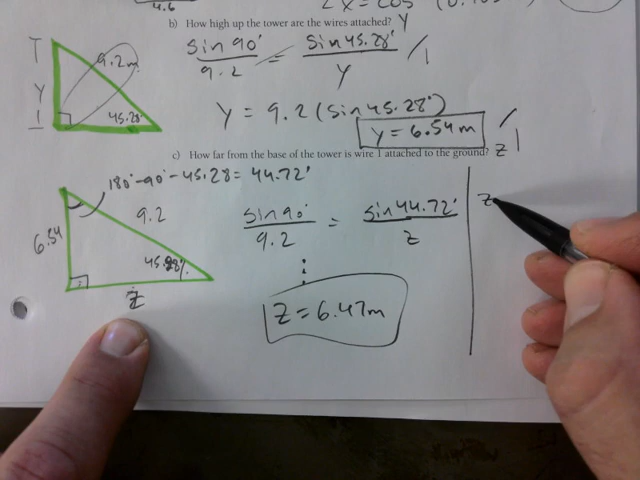 4.6
b) How high up the tower are the wires attached? Y
9.2m
Y
45.28°
sin 90° / 9.2 = sin 45.28° / Y
Y = 9.2 (sin 45.28°)
Y = 6.54 m
c) How far from the base of the tower is wire 1 attached to the ground? z
180° - 90° - 45.28 = 44.72°
9.2
6.54
45.28°
z
sin 90° / 9.2 = sin 44.72° / z
z = 6.47m
z